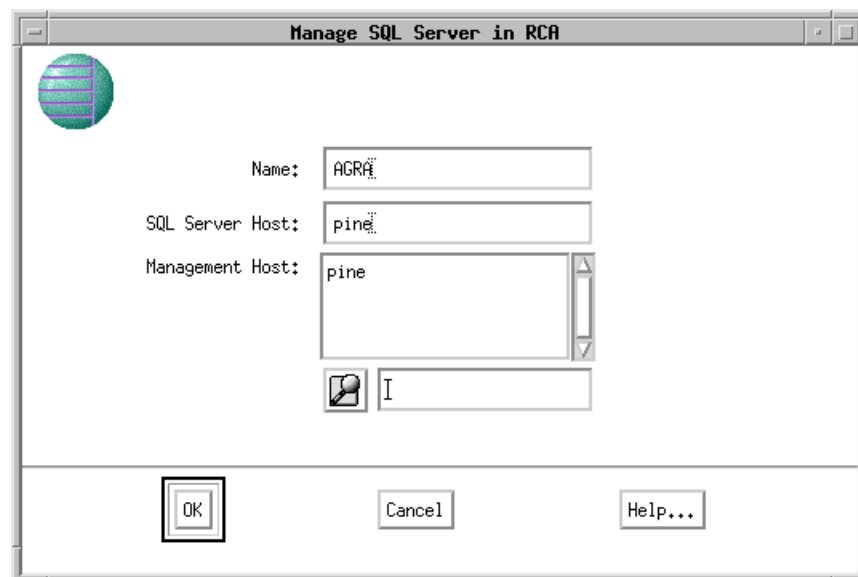 Manage SQL Server in RCA
Name: AGRA
SQL Server Host: pine
Management Host: pine
OK Cancel Help...